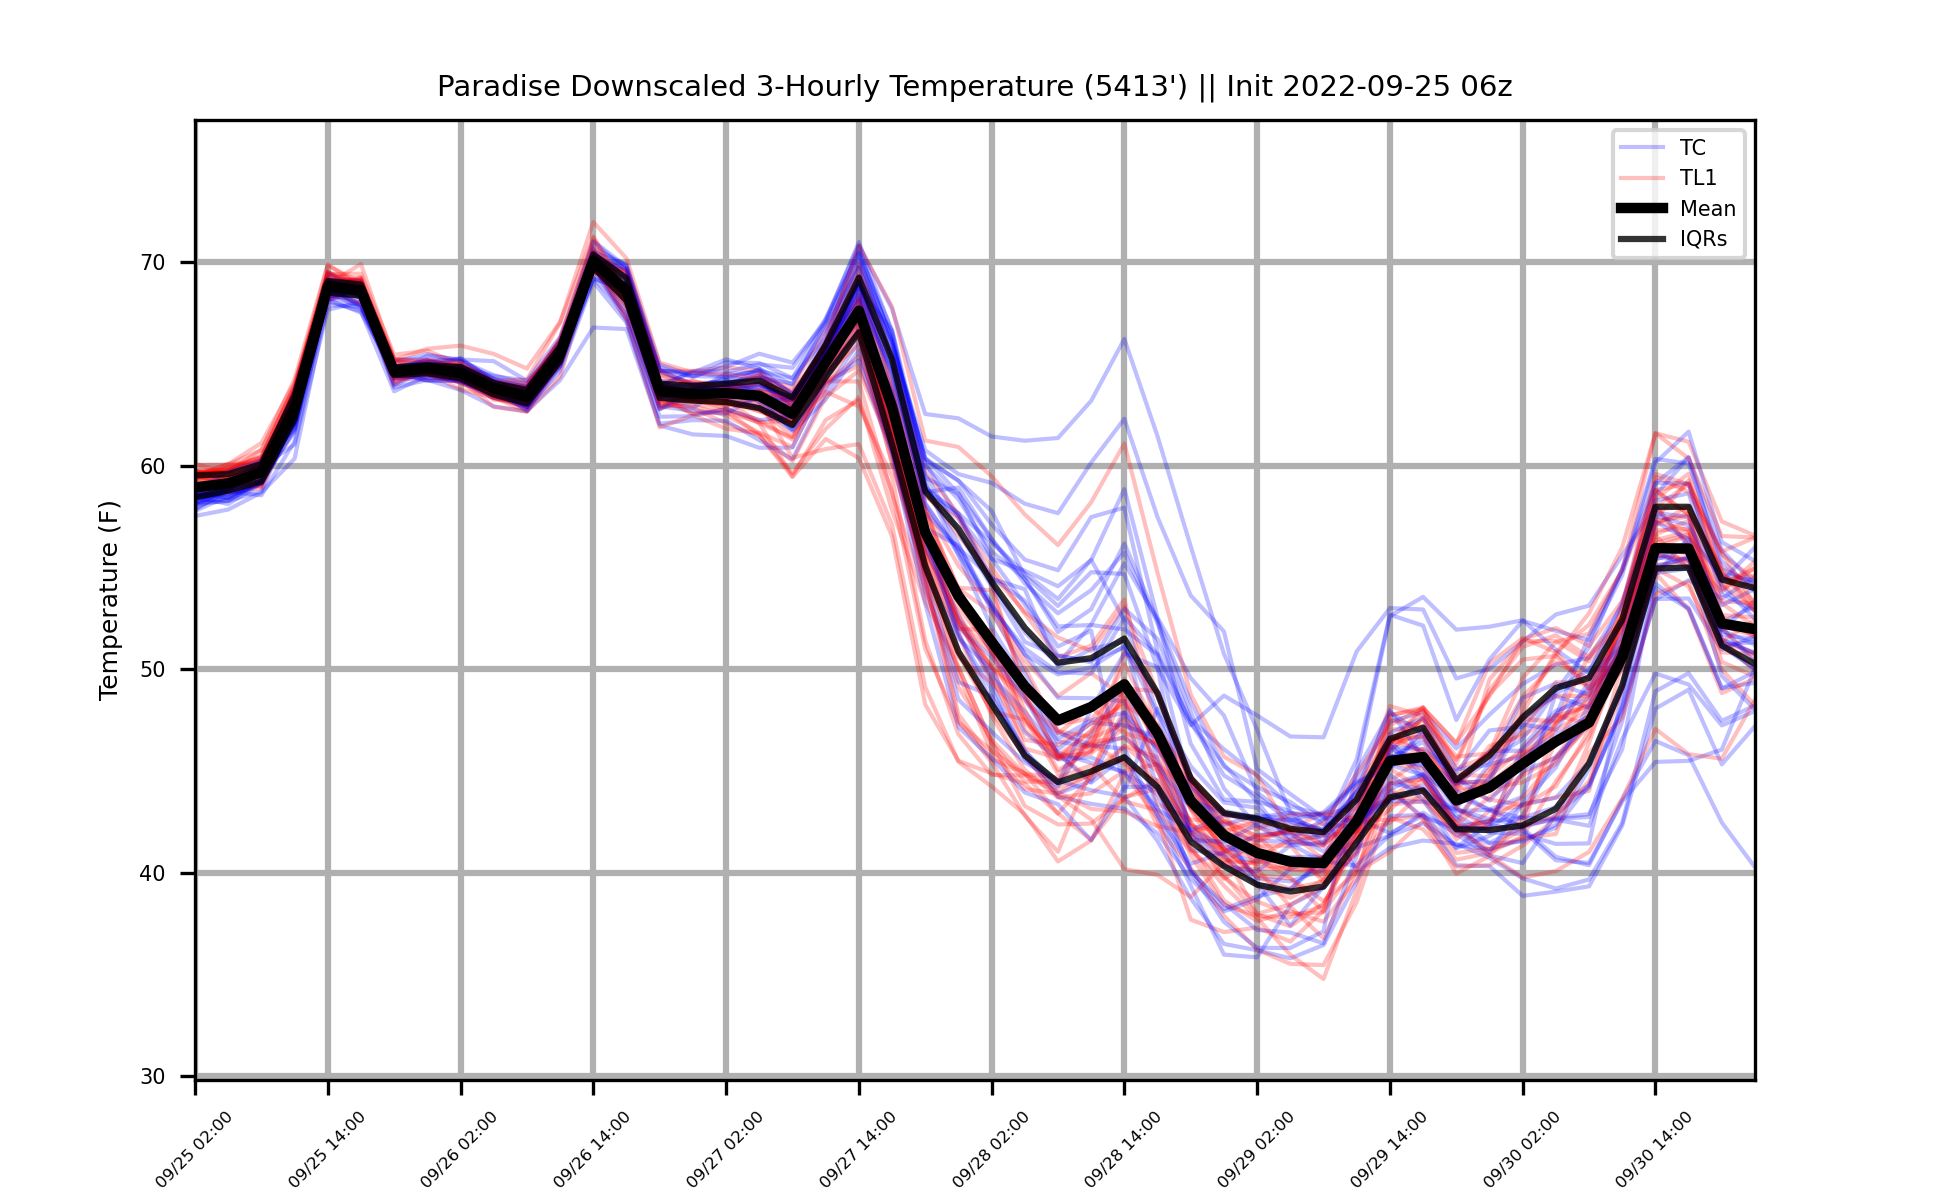 Paradise Downscaled 3-Hourly Temperature (5413') || Init 2022-09-25 06z
TC
TL1
Mean
IQRs
Temperature (F)
70
60
50
40
30
09/25 02:00
09/25 14:00
09/26 02:00
09/26 14:00
09/27 02:00
09/27 14:00
09/28 02:00
09/28 14:00
09/29 02:00
09/29 14:00
09/30 02:00
09/30 14:00